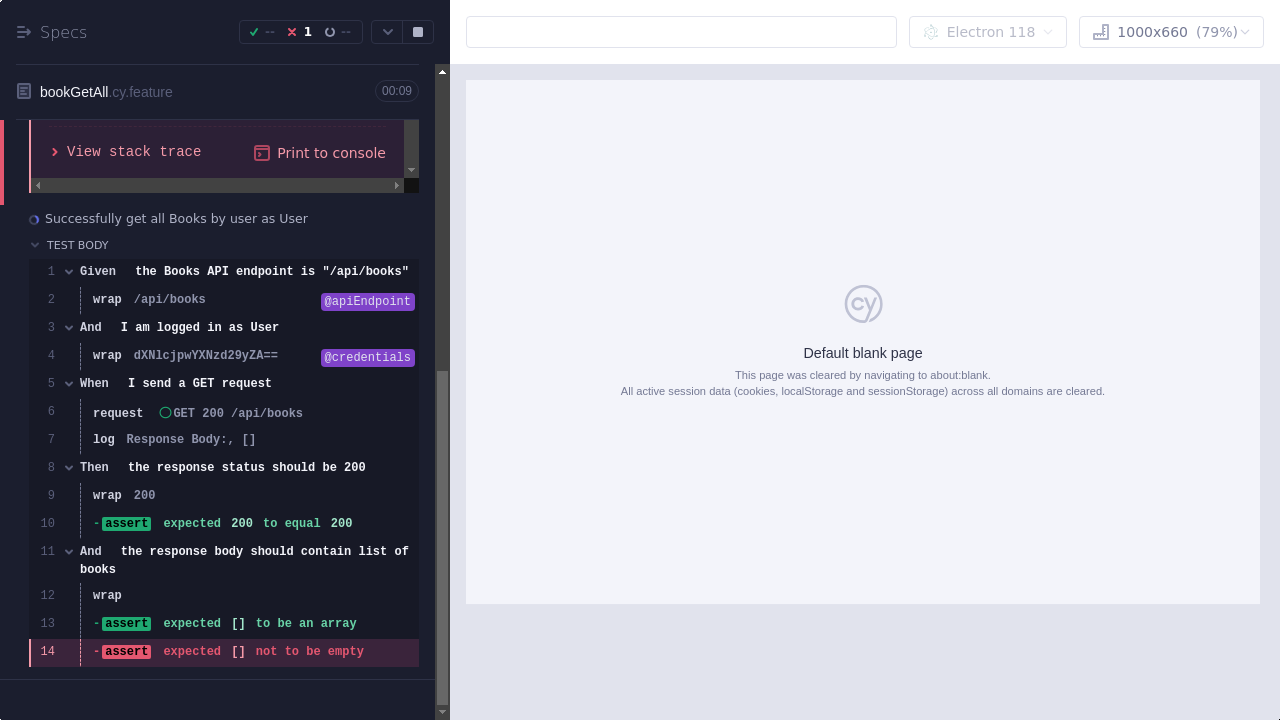 Specs
-- 1 --
bookGetAll.cy.feature 00:09
View stack trace
Print to console
Successfully get all Books by user as User
TEST BODY
1 Given the Books API endpoint is "/api/books"
2 wrap /api/books @apiEndpoint
3 And I am logged in as User
4 wrap dXNlcjpwYXNzd29yZA== @credentials
5 When I send a GET request
6 request GET 200 /api/books
7 log Response Body:, []
8 Then the response status should be 200
9 wrap 200
10 -assert expected 200 to equal 200
11 And the response body should contain list of
books
12 wrap
13 -assert expected [] to be an array
14 -assert expected [] not to be empty
Electron 118
1000x660 (79%)
cy
Default blank page
This page was cleared by navigating to about:blank.
All active session data (cookies, localStorage and sessionStorage) across all domains are cleared.